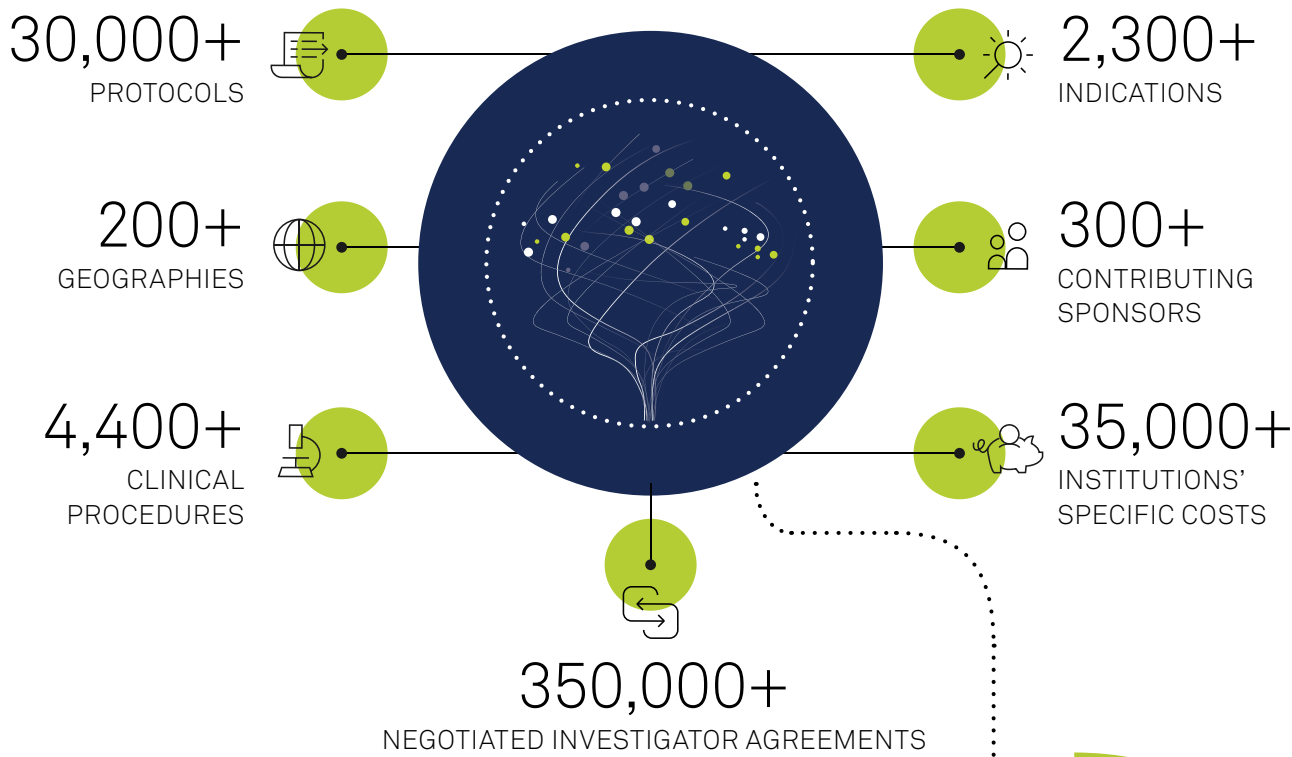 30,000+
PROTOCOLS
2,300+
INDICATIONS
200+
GEOGRAPHIES
300+
CONTRIBUTING
SPONSORS
4,400+
CLINICAL
PROCEDURES
35,000+
INSTITUTIONS’
SPECIFIC COSTS
350,000+
NEGOTIATED INVESTIGATOR AGREEMENTS